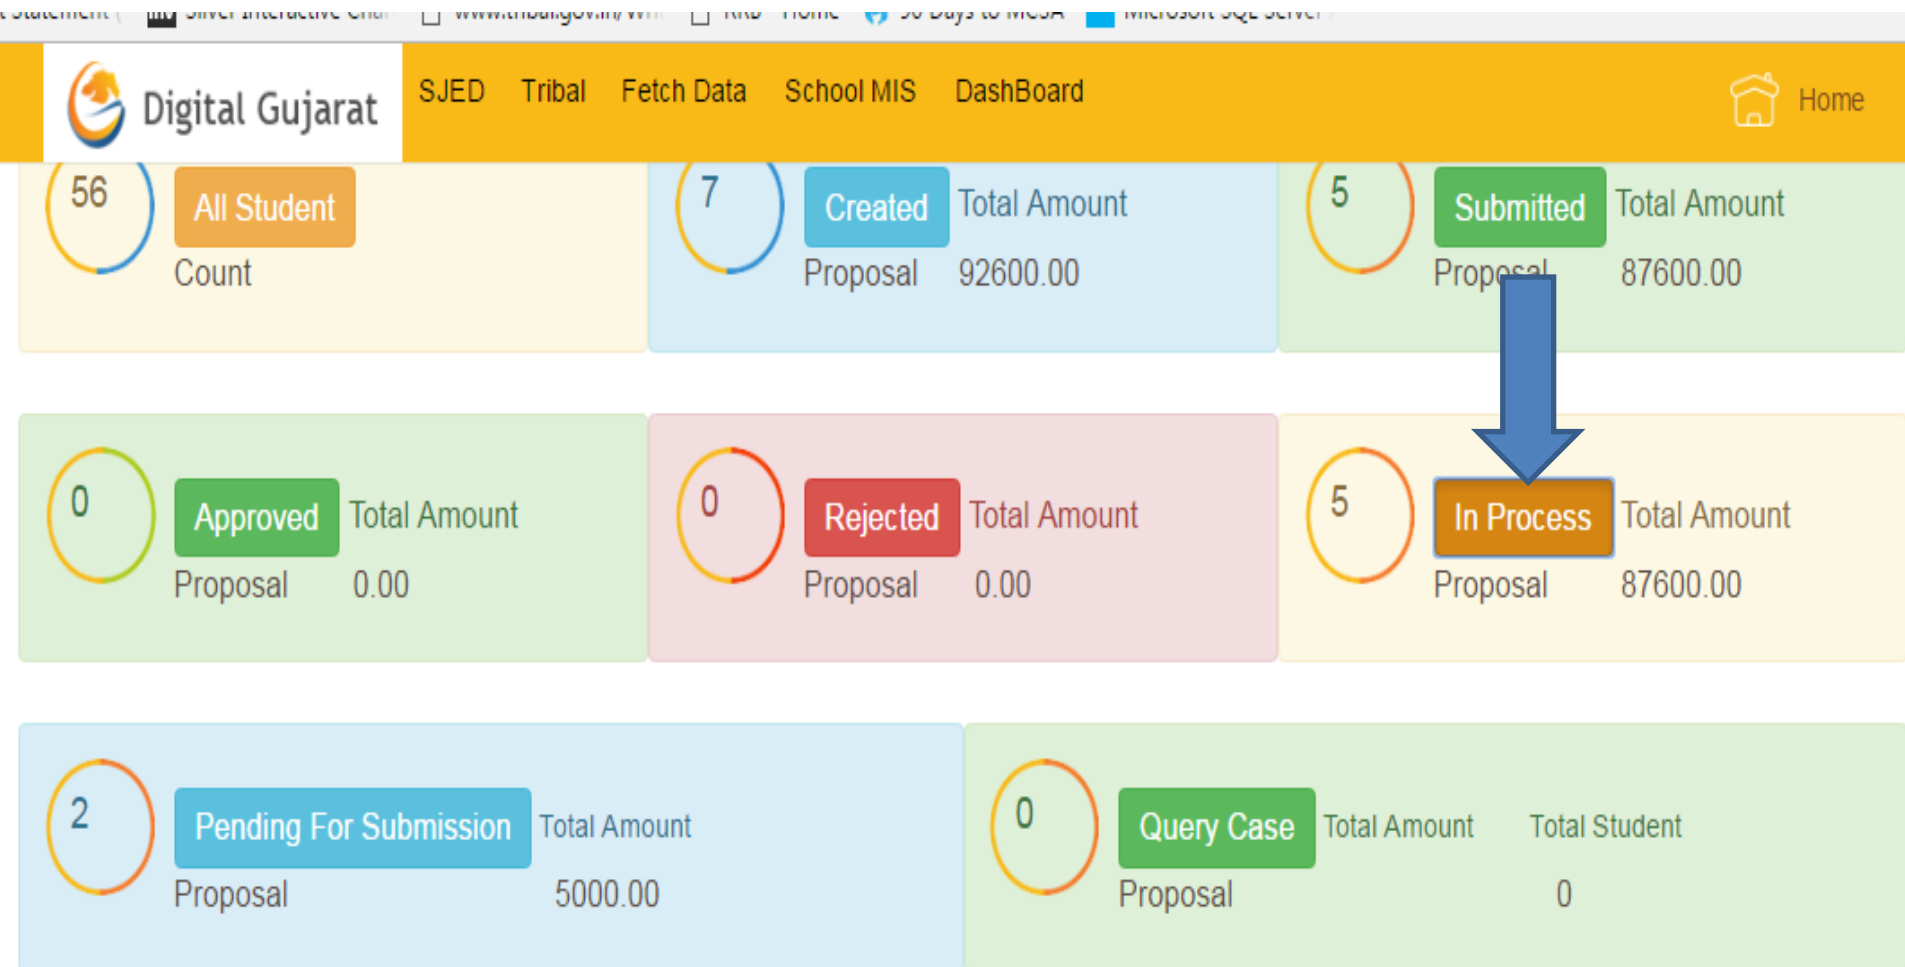 Digital Gujarat
SJED Tribal Fetch Data School MIS DashBoard
Home
56 All Student
Count
7 Created Total Amount
Proposal 92600.00
5 Submitted Total Amount
Proposal 87600.00
0 Approved Total Amount
Proposal 0.00
0 Rejected Total Amount
Proposal 0.00
5 In Process Total Amount
Proposal 87600.00
2 Pending For Submission Total Amount
Proposal 5000.00
0 Query Case Total Amount Total Student
Proposal 0